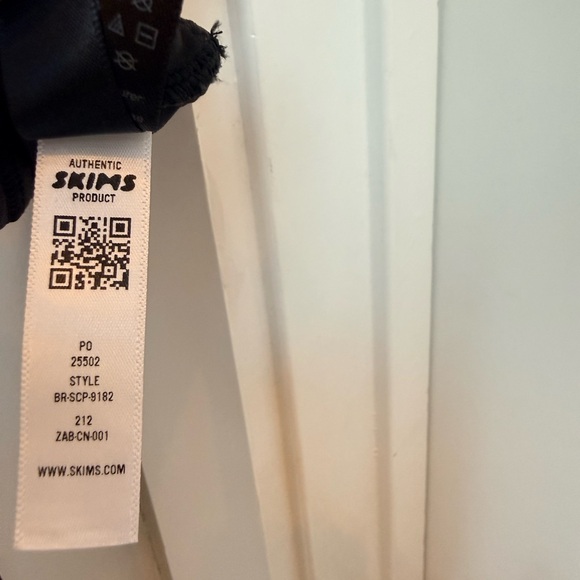 AUTHENTIC
SKIMS
PRODUCT
PO
25502
STYLE
BR-SCP-9182
212
ZAB-CN-001
WWW.SKIMS.COM